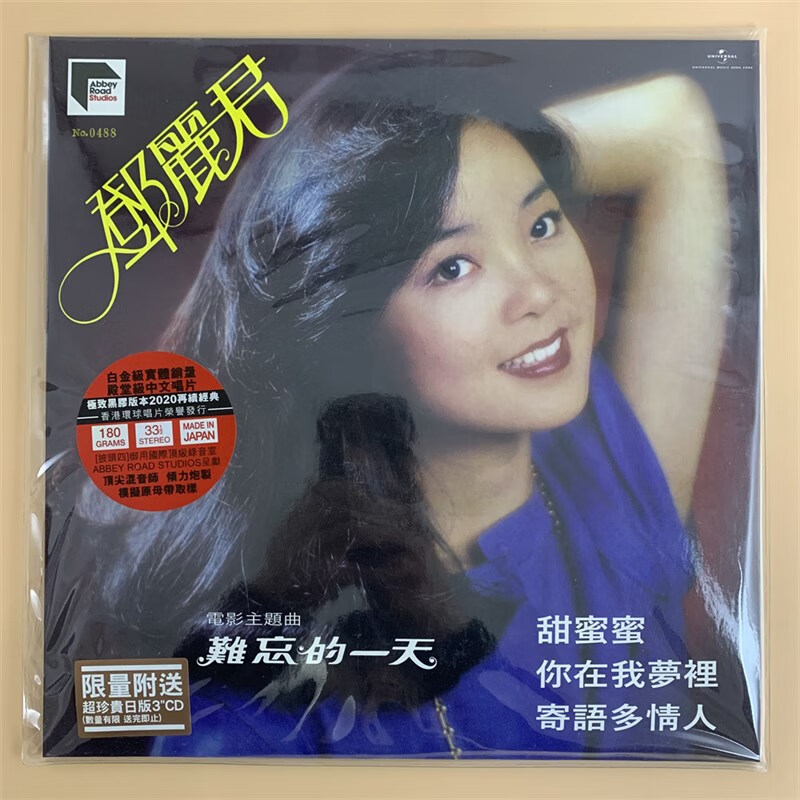 Abbey
Road
Studios
No.0488
鄧麗君
UNIVERSAL
UNIVERSAL MUSIC HONG KONG
白金級實體銷量
殿堂級中文唱片
極致黑膠版本2020再續經典
香港環球唱片榮譽發行
180
GRAMS
33⅓
STEREO
MADE IN
JAPAN
[披頭四]御用國際頂級錄音室
ABBEY ROAD STUDIOS呈獻
頂尖混音師 傾力炮製
模擬原母帶取樣
電影主題曲
難忘的一天
甜蜜蜜
你在我夢裡
寄語多情人
限量附送
超珍貴日版3"CD
(數量有限 送完即止)